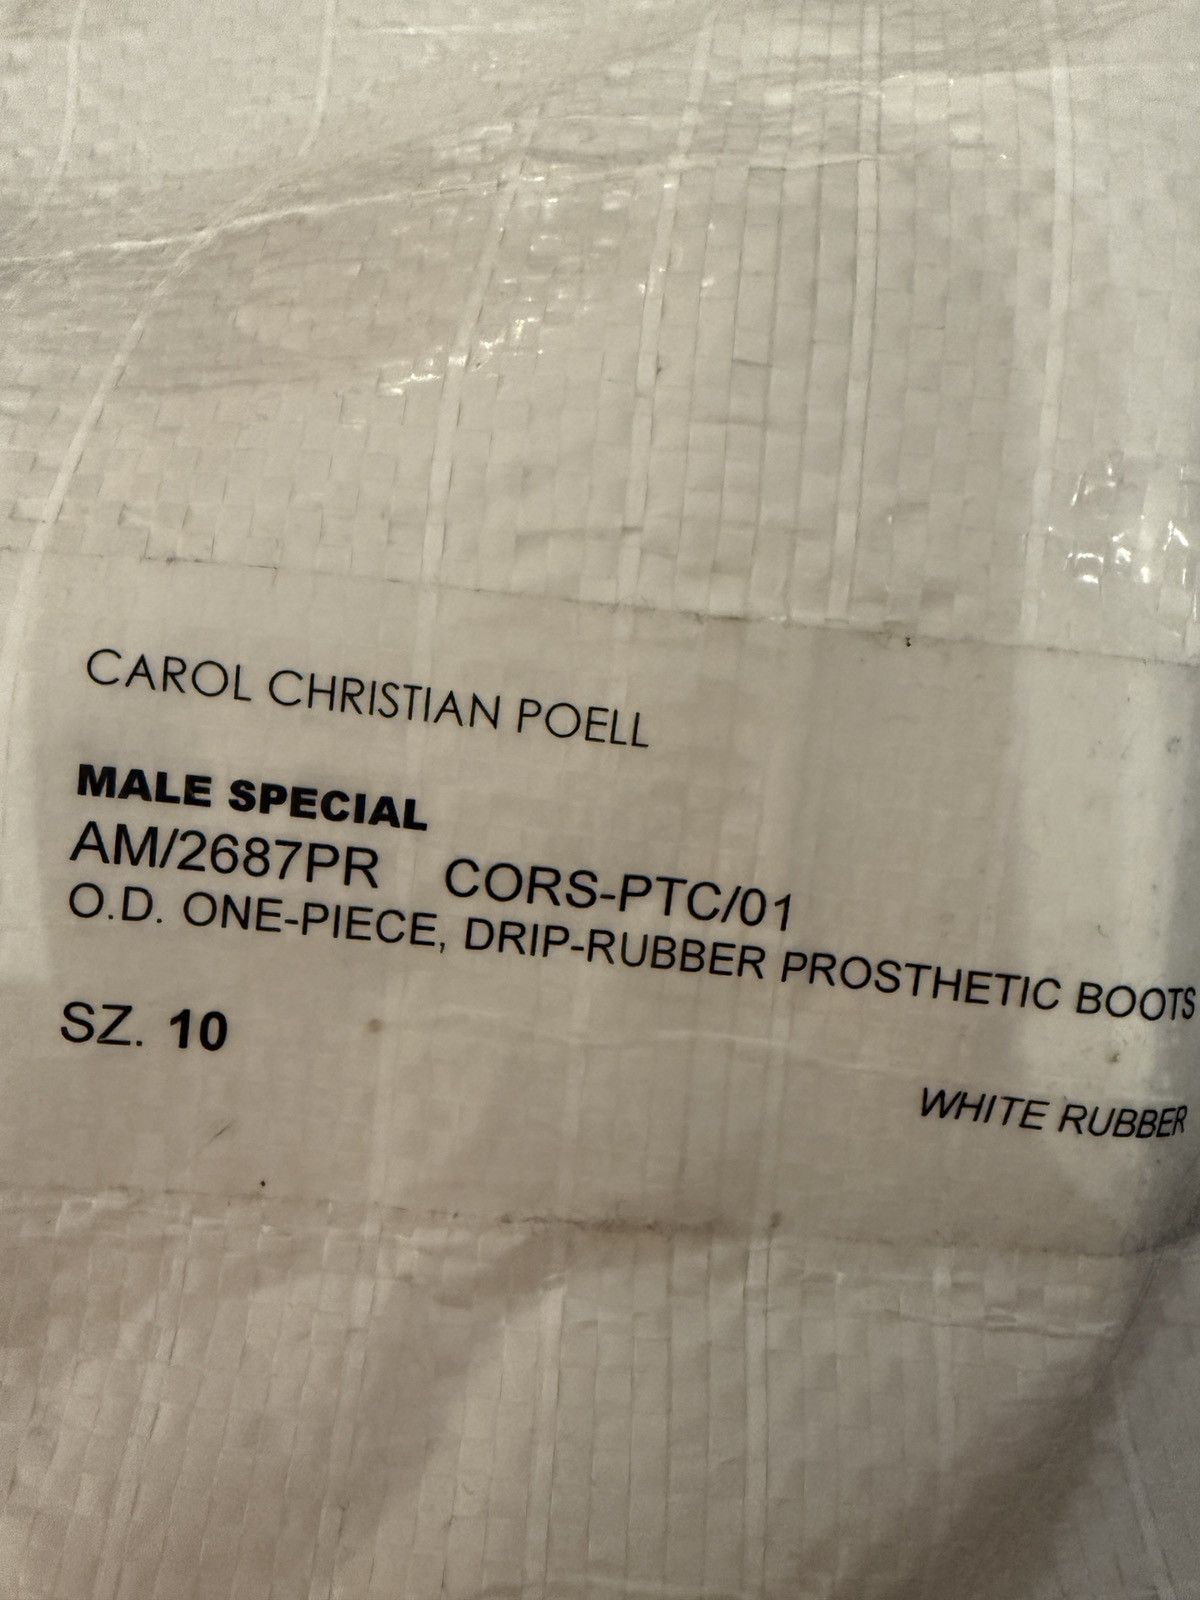 CAROL CHRISTIAN POELL
MALE SPECIAL
AM/2687PR CORS-PTC/01
O.D. ONE-PIECE, DRIP-RUBBER PROSTHETIC BOOTS
SZ. 10
WHITE RUBBER